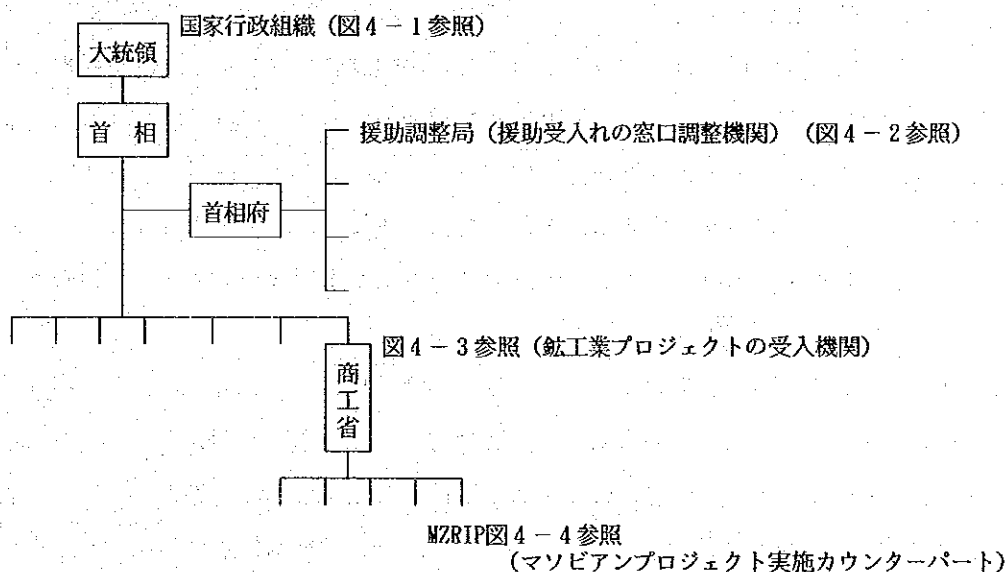 国家行政組織（図４－１参照）
大統領
首 相
援助調整局（援助受入れの窓口調整機関）（図４－２参照）
首相府
図４－３参照（鉱工業プロジェクトの受入機関）
商工省
MZRIP図４－４参照
（マソビアンプロジェクト実施カウンターパート）